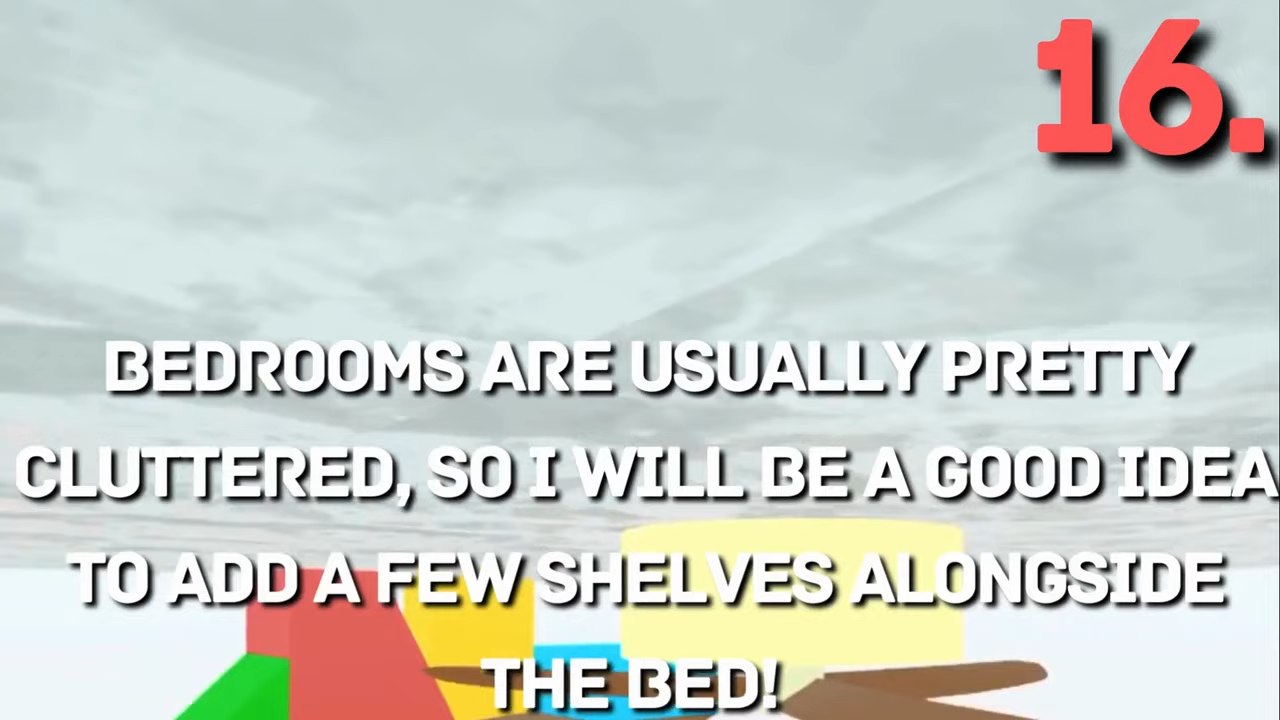 16.
BEDROOMS ARE USUALLY PRETTY
CLUTTERED, SO I WILL BE A GOOD IDEA
TO ADD A FEW SHELVES ALONGSIDE
THE BED!